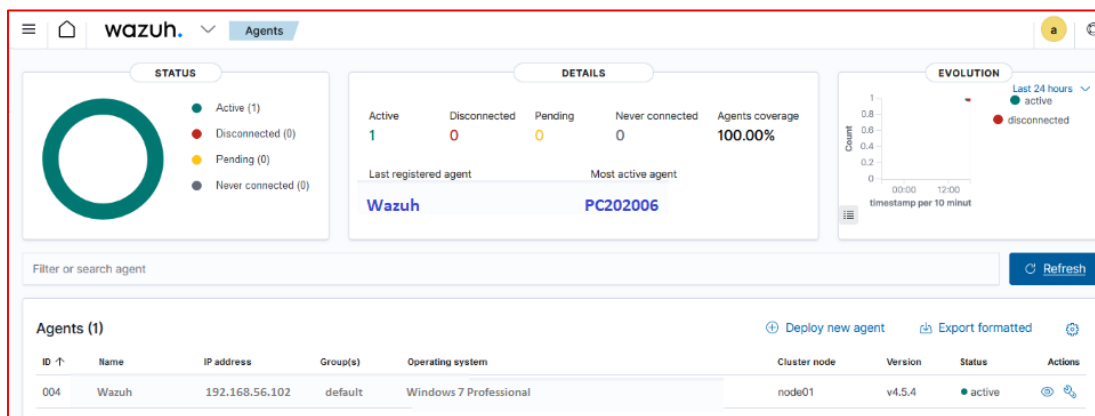 wazuh. Agents a
STATUS
Active (1)
Disconnected (0)
Pending (0)
Never connected (0)
DETAILS
Active Disconnected Pending Never connected Agents coverage
1 0 0 0 100.00%
Last registered agent Most active agent
Wazuh PC202006
EVOLUTION
Last 24 hours
active
disconnected
Count
1
0.8
0.6
0.4
0.2
0
00:00 12:00
timestamp per 10 minut
Filter or search agent
Refresh
Agents (1) Deploy new agent Export formatted
ID Name IP address Group(s) Operating system Cluster node Version Status Actions
004 Wazuh 192.168.56.102 default Windows 7 Professional node01 v4.5.4 active